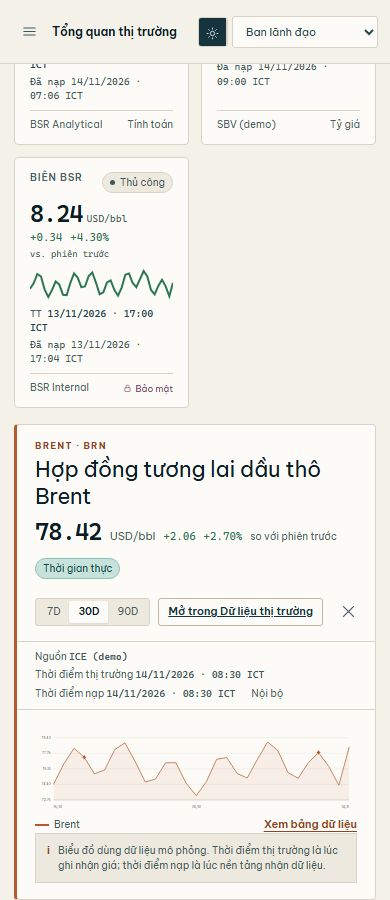 Tổng quan thị trường
Ban lãnh đạo
ICT
Đã nạp 14/11/2026 ·
07:06 ICT
BSR Analytical Tính toán
Đã nạp 14/11/2026 ·
09:00 ICT
SBV (demo) Tỷ giá
BIÊN BSR
Thủ công
8.24 USD/bbl
+0.34 +4.30%
vs. phiên trước
TT 13/11/2026 · 17:00
ICT
Đã nạp 13/11/2026 ·
17:04 ICT
BSR Internal Bảo mật
BRENT · BRN
Hợp đồng tương lai dầu thô
Brent
78.42 USD/bbl +2.06 +2.70% so với phiên trước
Thời gian thực
7D 30D 90D Mở trong Dữ liệu thị trường
Nguồn ICE (demo)
Thời điểm thị trường 14/11/2026 · 08:30 ICT
Thời điểm nạp 14/11/2026 · 08:30 ICT Nội bộ
Brent Xem bảng dữ liệu
i Biểu đồ dùng dữ liệu mô phỏng. Thời điểm thị trường là lúc
ghi nhận giá; thời điểm nạp là lúc nền tảng nhận dữ liệu.